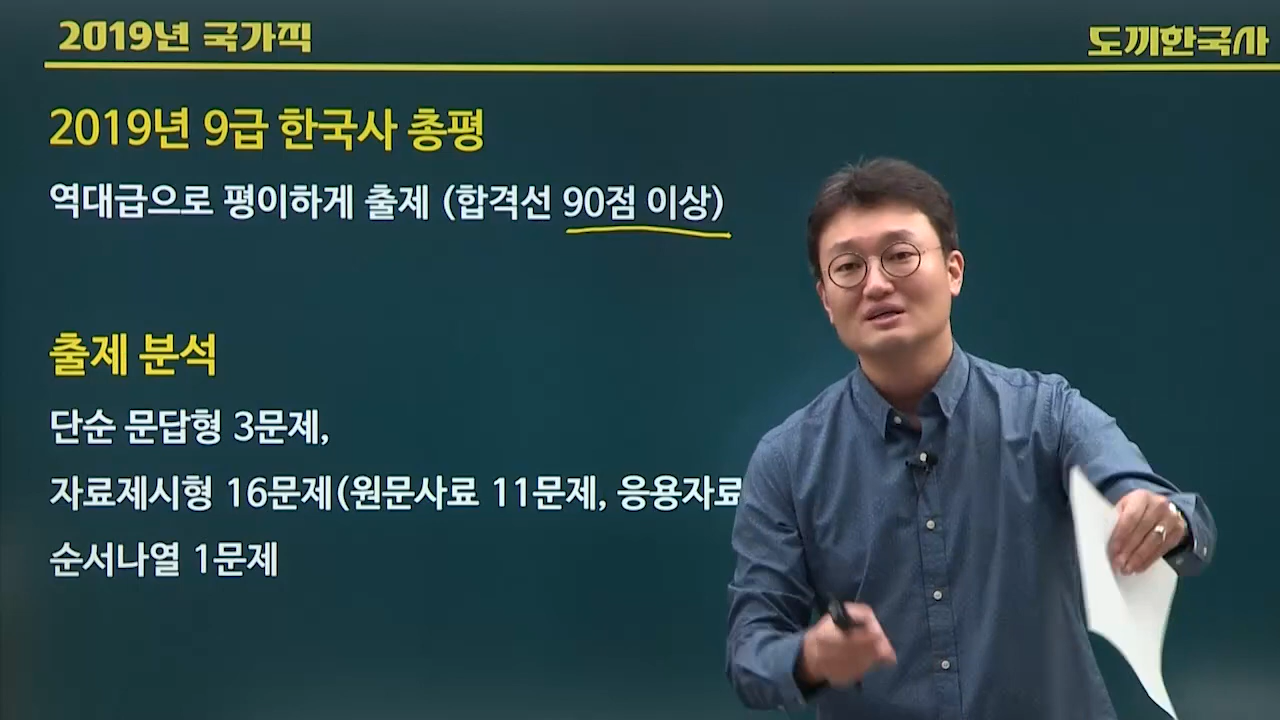 2019년 국가직
도끼한국사
2019년 9급 한국사 총평
역대급으로 평이하게 출제 (합격선 90점 이상)
출제 분석
단순 문답형 3문제,
자료제시형 16문제(원문사료 11문제, 응용자료
순서나열 1문제